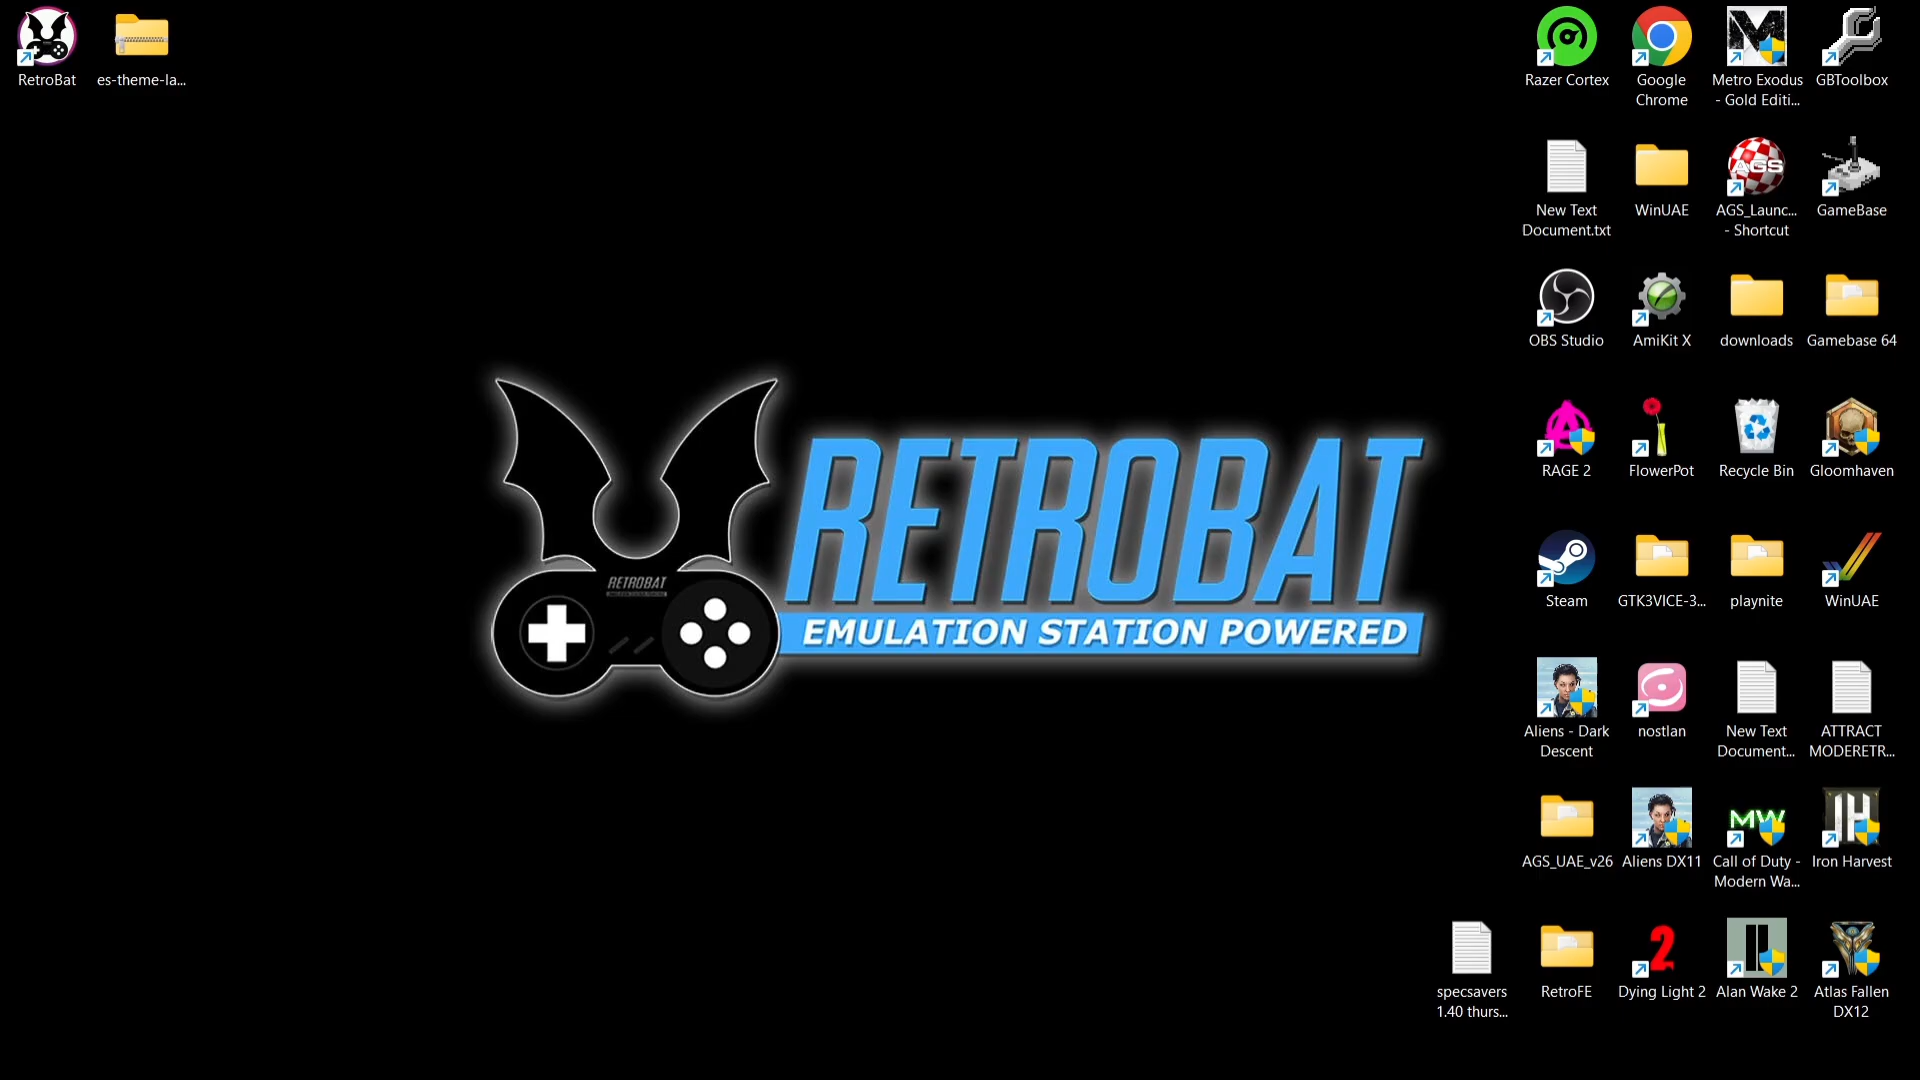 RetroBat
es-theme-la...
Razer Cortex
Google
Chrome
Metro Exodus
- Gold Editi...
GBToolbox
New Text
Document.txt
WinUAE
AGS
AGS_Launc...
- Shortcut
GameBase
OBS Studio
AmiKit X
downloads
Gamebase 64
RAGE 2
FlowerPot
Recycle Bin
Gloomhaven
RETROBAT
RETROBAT
EMULATION STATION POWERED
Steam
GTK3VICE-3...
playnite
WinUAE
Aliens - Dark
Descent
nostlan
New Text
Document...
ATTRACT
MODERETR...
AGS_UAE_v26
Aliens DX11
MW
Call of Duty -
Modern Wa...
IH
Iron Harvest
specsavers
1.40 thurs...
RetroFE
2
Dying Light 2
Alan Wake 2
Atlas Fallen
DX12